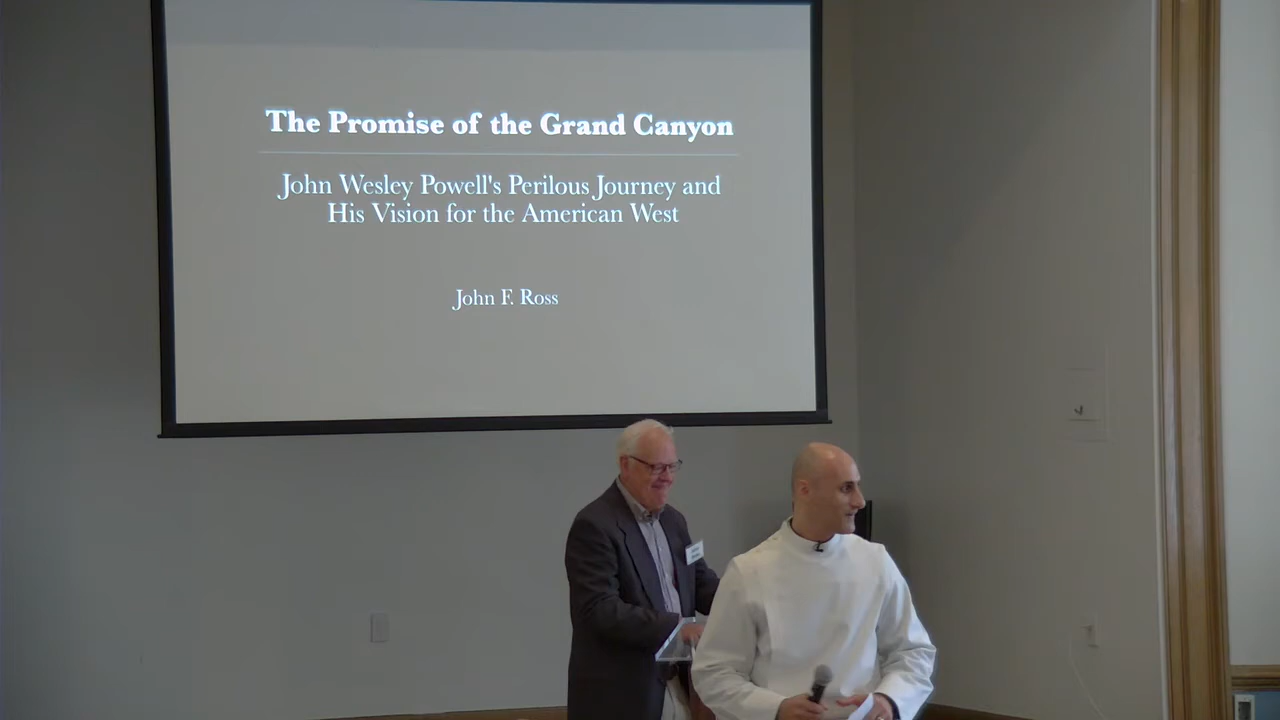 The Promise of the Grand Canyon
John Wesley Powell's Perilous Journey and
His Vision for the American West
John F. Ross